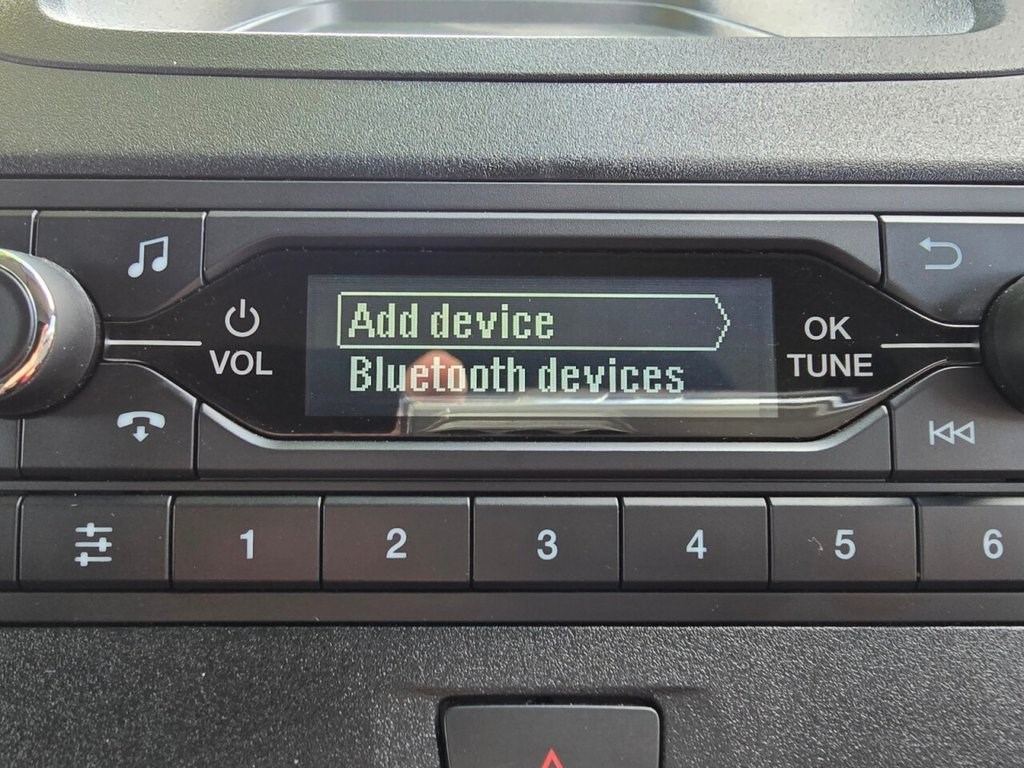 VOL
Add device
Bluetooth devices
OK
TUNE
1 2 3 4 5 6